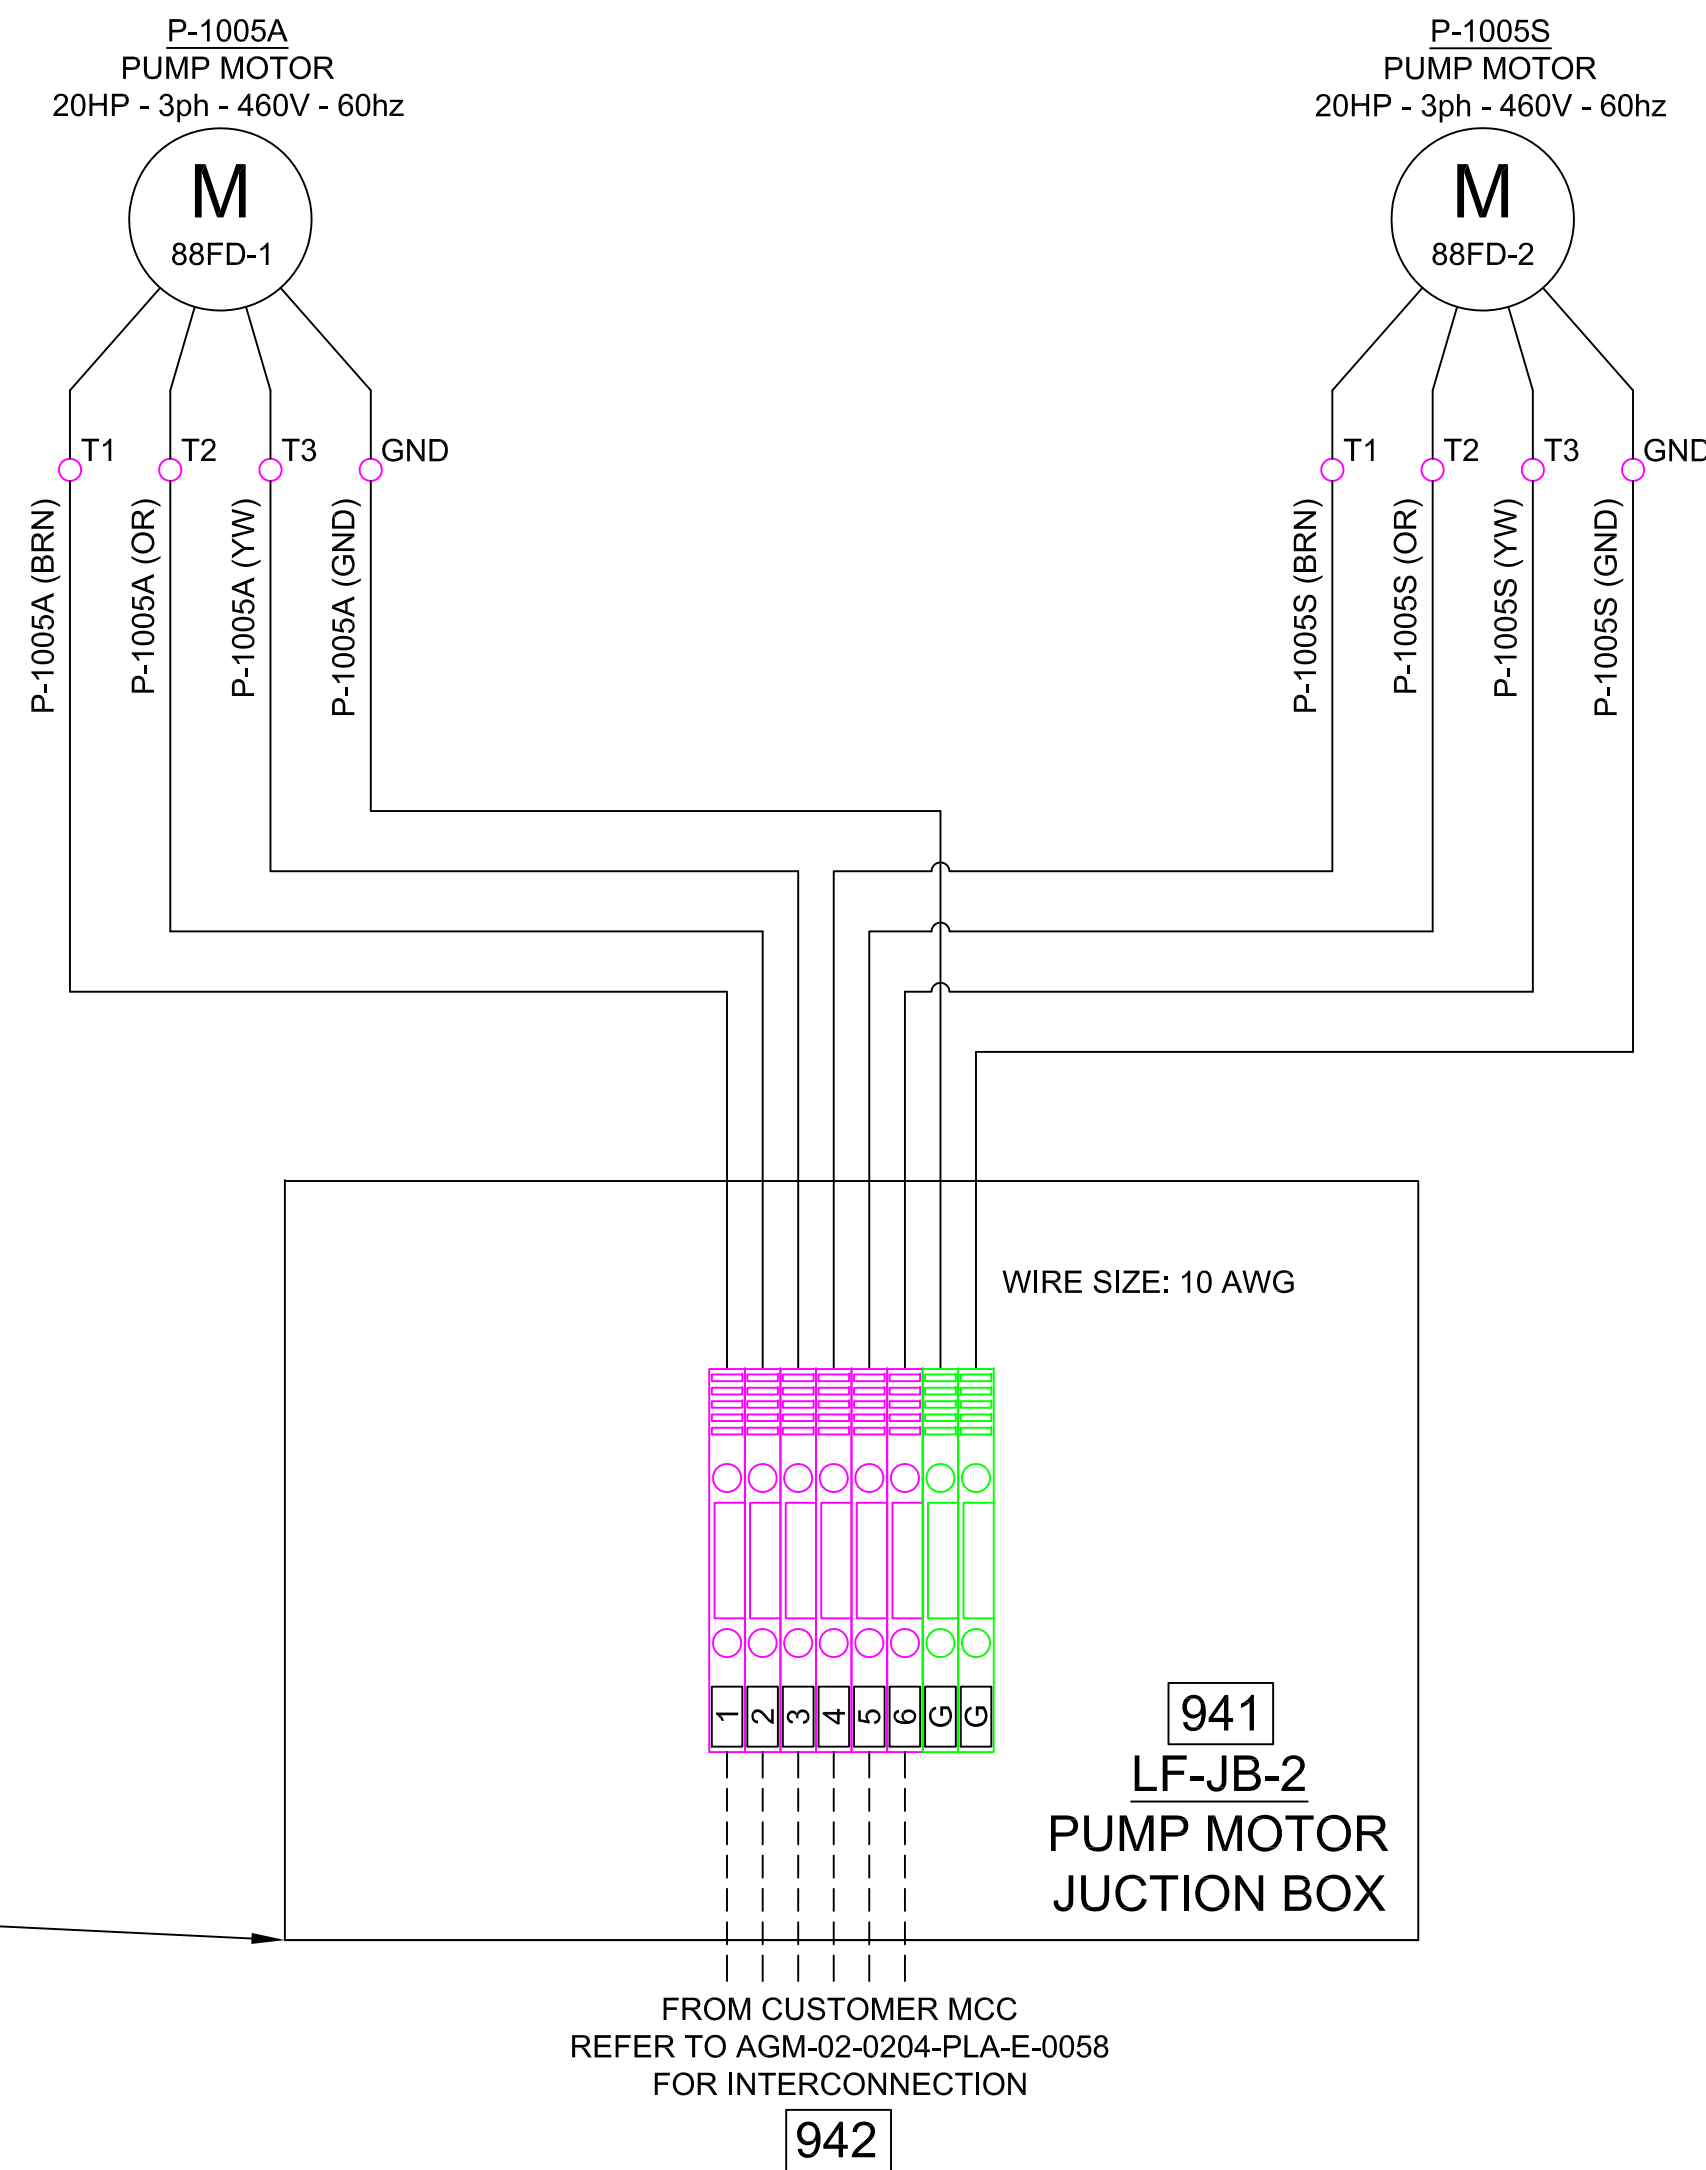 P-1005A
PUMP MOTOR
20HP - 3ph - 460V - 60hz
M
88FD-1
T1
T2
T3
GND
P-1005A (BRN)
P-1005A (OR)
P-1005A (YW)
P-1005A (GND)
P-1005S
PUMP MOTOR
20HP - 3ph - 460V - 60hz
M
88FD-2
T1
T2
T3
GND
P-1005S (BRN)
P-1005S (OR)
P-1005S (YW)
P-1005S (GND)
WIRE SIZE: 10 AWG
1
2
3
4
5
6
G
G
941
LF-JB-2
PUMP MOTOR
JUCTION BOX
FROM CUSTOMER MCC
REFER TO AGM-02-0204-PLA-E-0058
FOR INTERCONNECTION
942